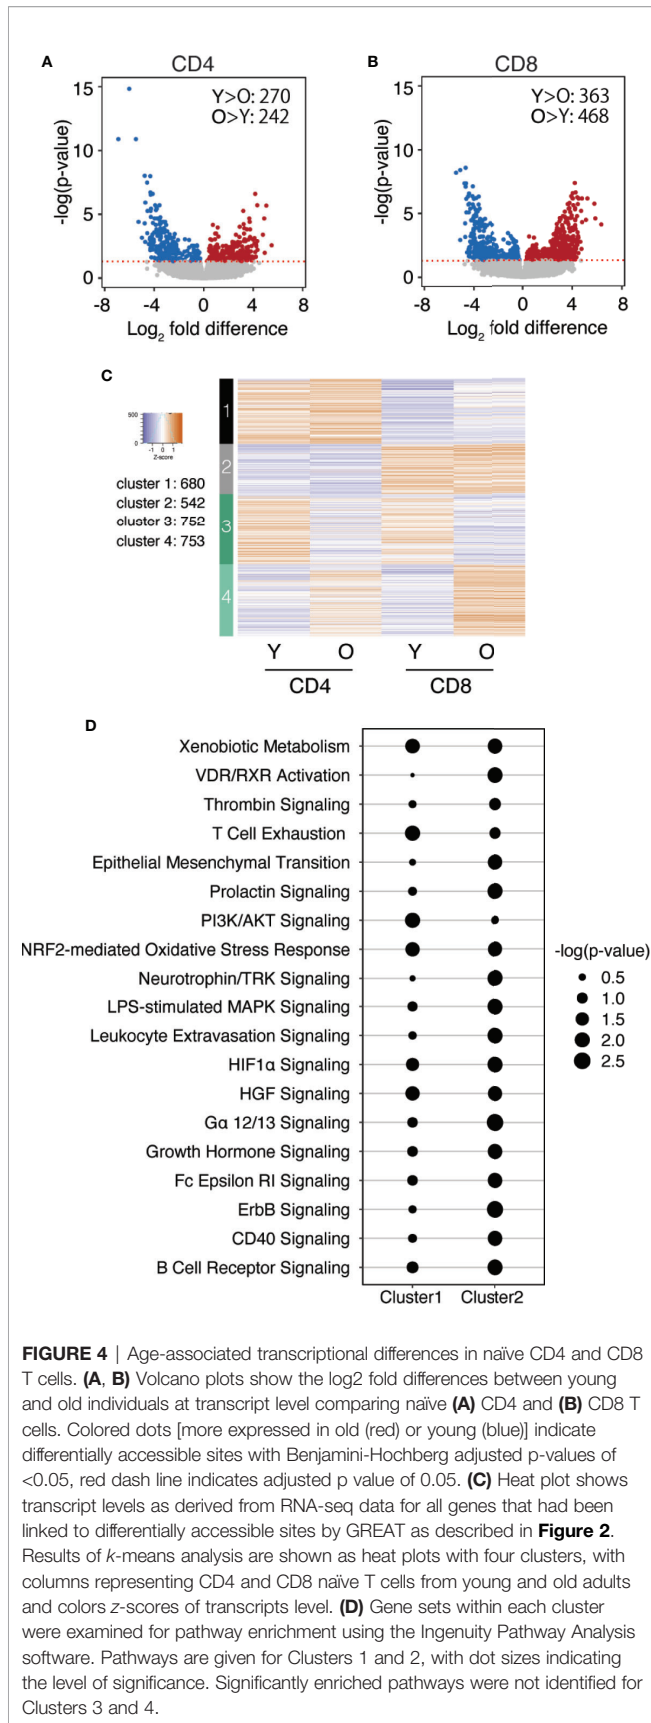 A
CD4
Y>O: 270
O>Y: 242
15
10
5
0
-log(p-value)
-8 -4 0 4 8
Log2 fold difference
B
CD8
Y>O: 363
O>Y: 468
15
10
5
0
-log(p-value)
-8 -4 0 4 8
Log2 fold difference
C
900
0
-1 0 1
Z-score
cluster 1: 680
cluster 2: 542
cluster 3: 752
cluster 4: 753
1
2
3
4
Y O Y O
CD4 CD8
D
Xenobiotic Metabolism
VDR/RXR Activation
Thrombin Signaling
T Cell Exhaustion
Epithelial Mesenchymal Transition
Prolactin Signaling
PI3K/AKT Signaling
NRF2-mediated Oxidative Stress Response
Neurotrophin/TRK Signaling
LPS-stimulated MAPK Signaling
Leukocyte Extravasation Signaling
HIF1α Signaling
HGF Signaling
Gα 12/13 Signaling
Growth Hormone Signaling
Fc Epsilon RI Signaling
ErbB Signaling
CD40 Signaling
B Cell Receptor Signaling
Cluster1 Cluster2
-log(p-value)
0.5
1.0
1.5
2.0
2.5
FIGURE 4 | Age-associated transcriptional differences in naïve CD4 and CD8
T cells. (A, B) Volcano plots show the log2 fold differences between young
and old individuals at transcript level comparing naïve (A) CD4 and (B) CD8 T
cells. Colored dots [more expressed in old (red) or young (blue)] indicate
differentially accessible sites with Benjamini-Hochberg adjusted p-values of
<0.05, red dash line indicates adjusted p value of 0.05. (C) Heat plot shows
transcript levels as derived from RNA-seq data for all genes that had been
linked to differentially accessible sites by GREAT as described in Figure 2.
Results of k-means analysis are shown as heat plots with four clusters, with
columns representing CD4 and CD8 naïve T cells from young and old adults
and colors z-scores of transcripts level. (D) Gene sets within each cluster
were examined for pathway enrichment using the Ingenuity Pathway Analysis
software. Pathways are given for Clusters 1 and 2, with dot sizes indicating
the level of significance. Significantly enriched pathways were not identified for
Clusters 3 and 4.